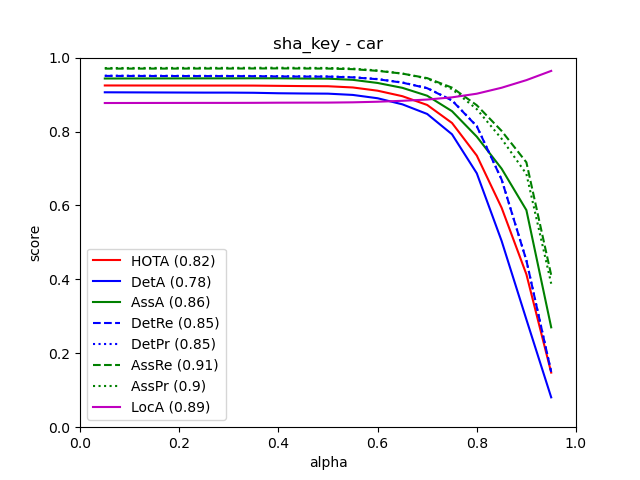 sha_key - car
1.0
0.8
0.6
0.4
0.2
0.0
score
HOTA (0.82)
DetA (0.78)
AssA (0.86)
DetRe (0.85)
DetPr (0.85)
AssRe (0.91)
AssPr (0.9)
LocA (0.89)
0.0 0.2 0.4 0.6 0.8 1.0
alpha